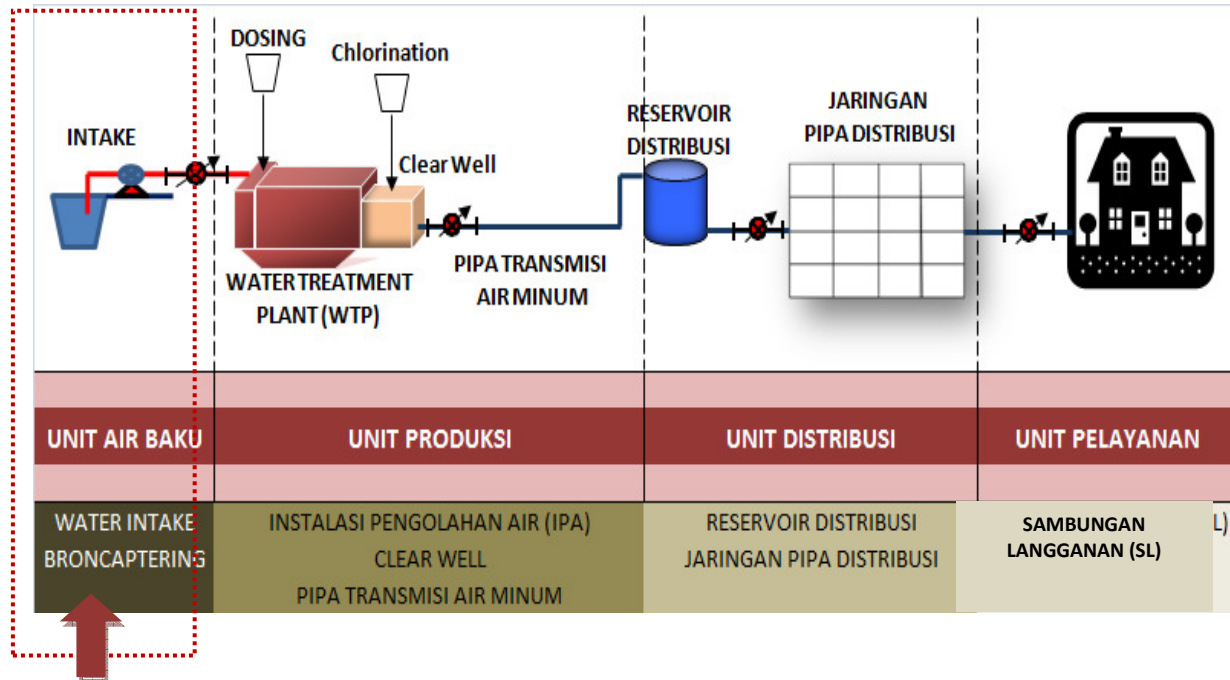 DOSING
Chlorination
INTAKE
Clear Well
WATER TREATMENT
PLANT (WTP)
PIPA TRANSMISI
AIR MINUM
RESERVOIR
DISTRIBUSI
JARINGAN
PIPA DISTRIBUSI
UNIT AIR BAKU
UNIT PRODUKSI
UNIT DISTRIBUSI
UNIT PELAYANAN
WATER INTAKE
BRONCAPTERING
INSTALASI PENGOLAHAN AIR (IPA)
CLEAR WELL
PIPA TRANSMISI AIR MINUM
RESERVOIR DISTRIBUSI
JARINGAN PIPA DISTRIBUSI
SAMBUNGAN
LANGGANAN (SL)
L)